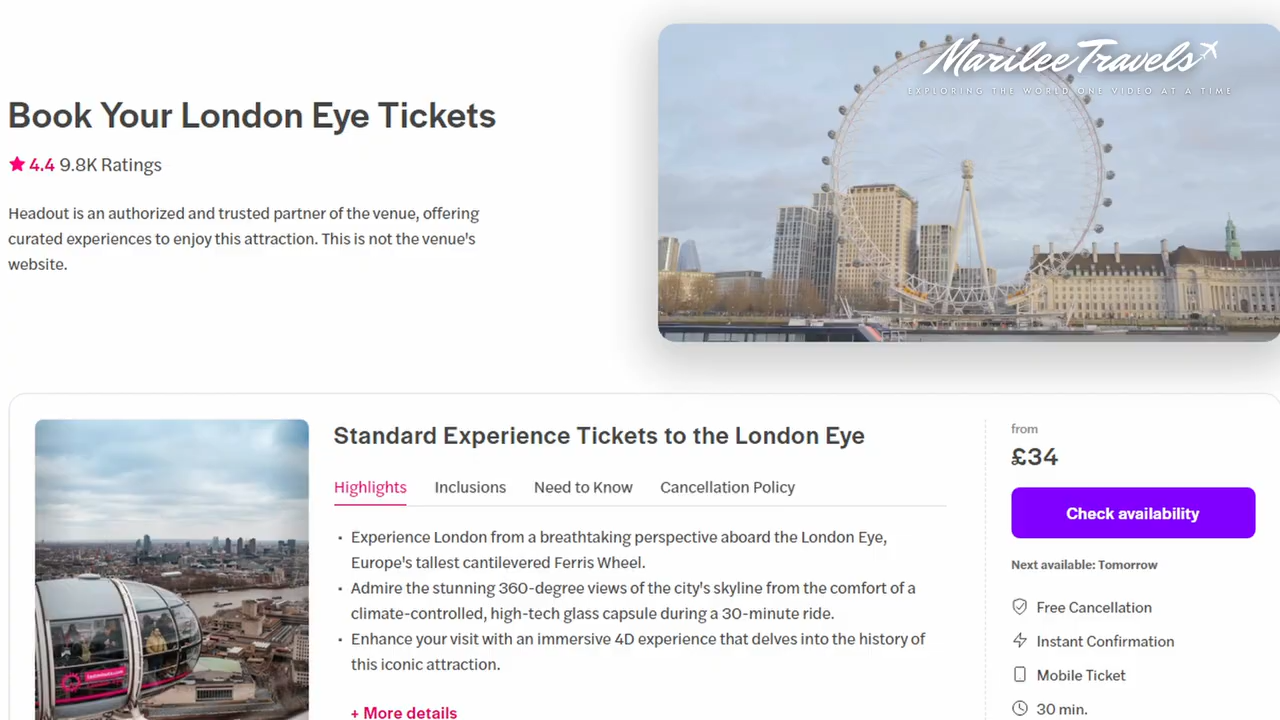 Marilee Travels
EXPLORING THE WORLD ONE VIDEO AT A TIME
Book Your London Eye Tickets
4.4 9.8K Ratings
Headout is an authorized and trusted partner of the venue, offering
curated experiences to enjoy this attraction. This is not the venue's
website.
Standard Experience Tickets to the London Eye
Highlights Inclusions Need to Know Cancellation Policy
• Experience London from a breathtaking perspective aboard the London Eye,
Europe's tallest cantilevered Ferris Wheel.
• Admire the stunning 360-degree views of the city's skyline from the comfort of a
climate-controlled, high-tech glass capsule during a 30-minute ride.
• Enhance your visit with an immersive 4D experience that delves into the history of
this iconic attraction.
+ More details
from
£34
Check availability
Next available: Tomorrow
Free Cancellation
Instant Confirmation
Mobile Ticket
30 min.